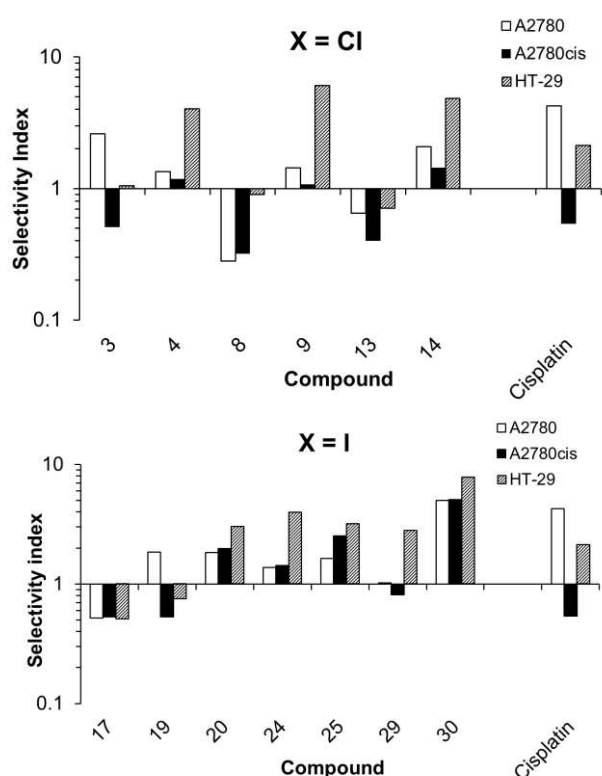 X = Cl
A2780
A2780cis
HT-29
10
1
0.1
Selectivity Index
3
4
8
9
13
14
Cisplatin
Compound
X = I
A2780
A2780cis
HT-29
10
1
0.1
Selectivity index
17
19
20
24
25
29
30
Cisplatin
Compound